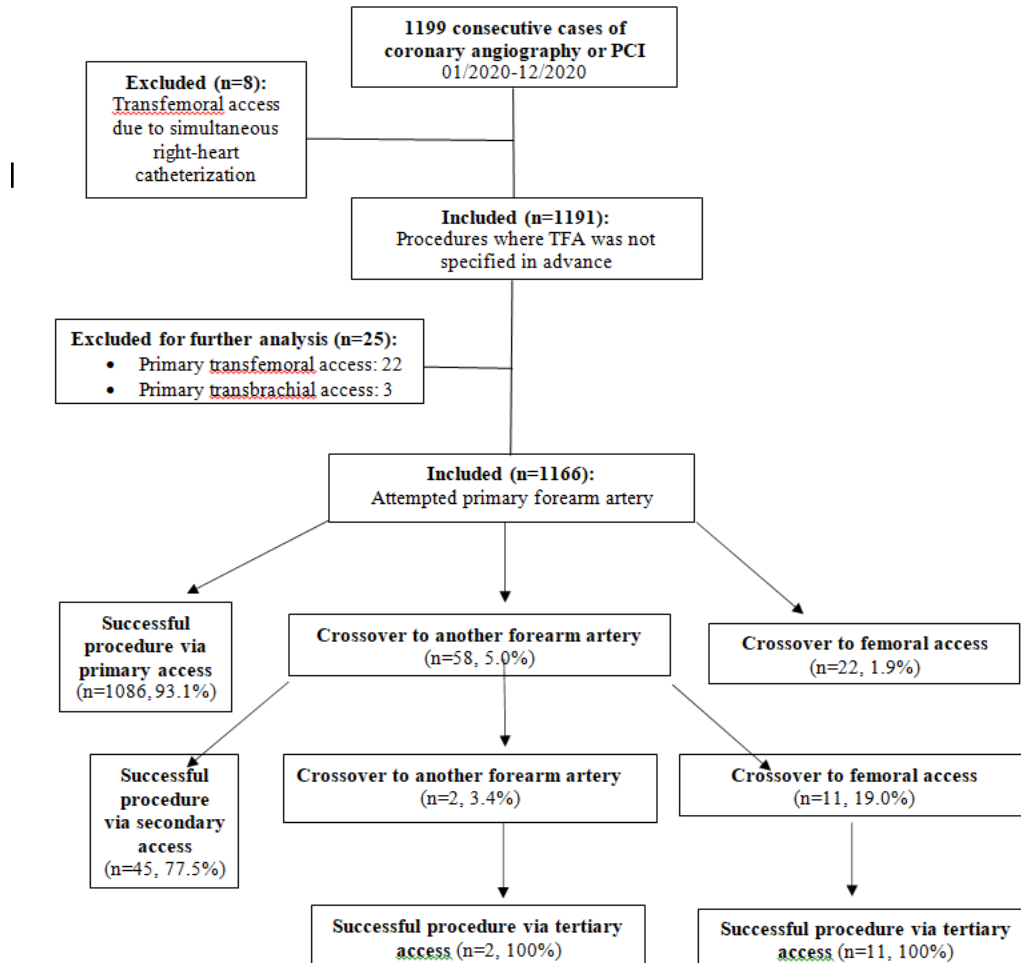 1199 consecutive cases of
coronary angiography or PCI
01/2020-12/2020
Excluded (n=8):
Transfemoral access
due to simultaneous
right-heart
catheterization
Included (n=1191):
Procedures where TFA was not
specified in advance
Excluded for further analysis (n=25):
• Primary transfemoral access: 22
• Primary transbrachial access: 3
Included (n=1166):
Attempted primary forearm artery
Successful
procedure via
primary access
(n=1086, 93.1%)
Crossover to another forearm artery
(n=58, 5.0%)
Crossover to femoral access
(n=22, 1.9%)
Successful
procedure
via secondary
access
(n=45, 77.5%)
Crossover to another forearm artery
(n=2, 3.4%)
Crossover to femoral access
(n=11, 19.0%)
Successful procedure via tertiary
access (n=2, 100%)
Successful procedure via tertiary
access (n=11, 100%)